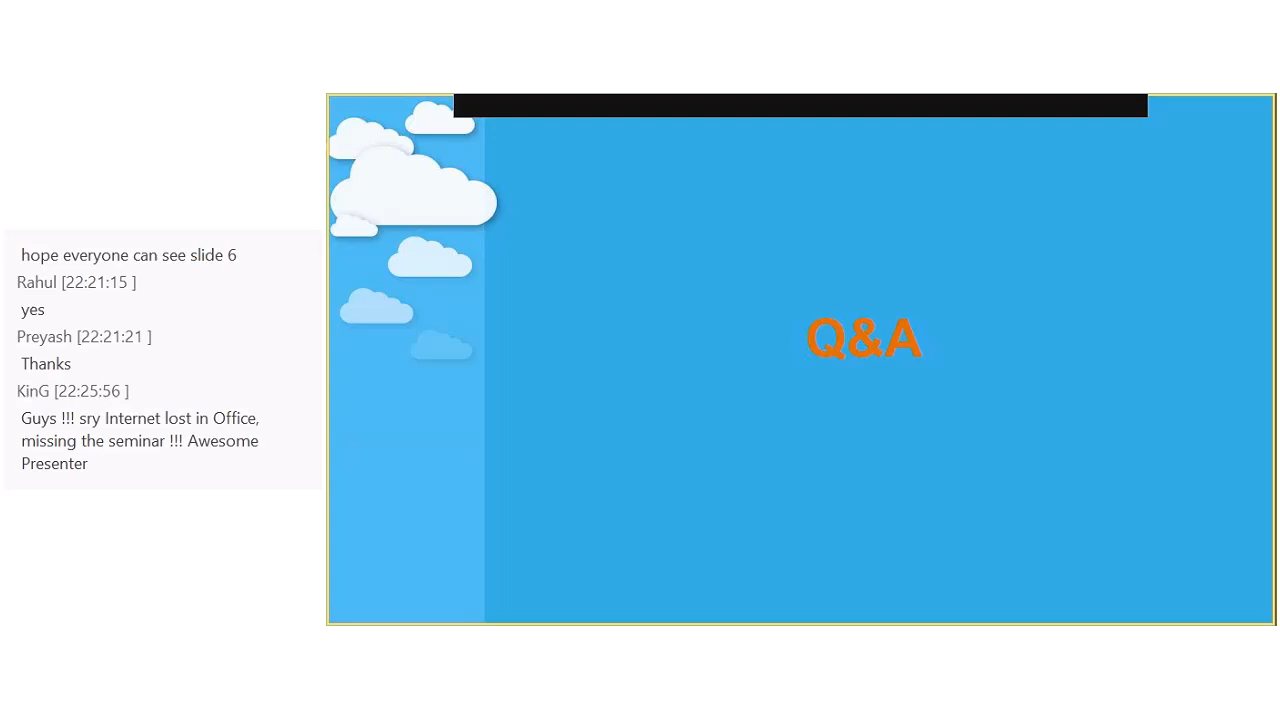 hope everyone can see slide 6
Rahul [22:21:15 ]
yes
Preyash [22:21:21 ]
Thanks
KinG [22:25:56 ]
Guys !!! sry Internet lost in Office,
missing the seminar !!! Awesome
Presenter
Q&A